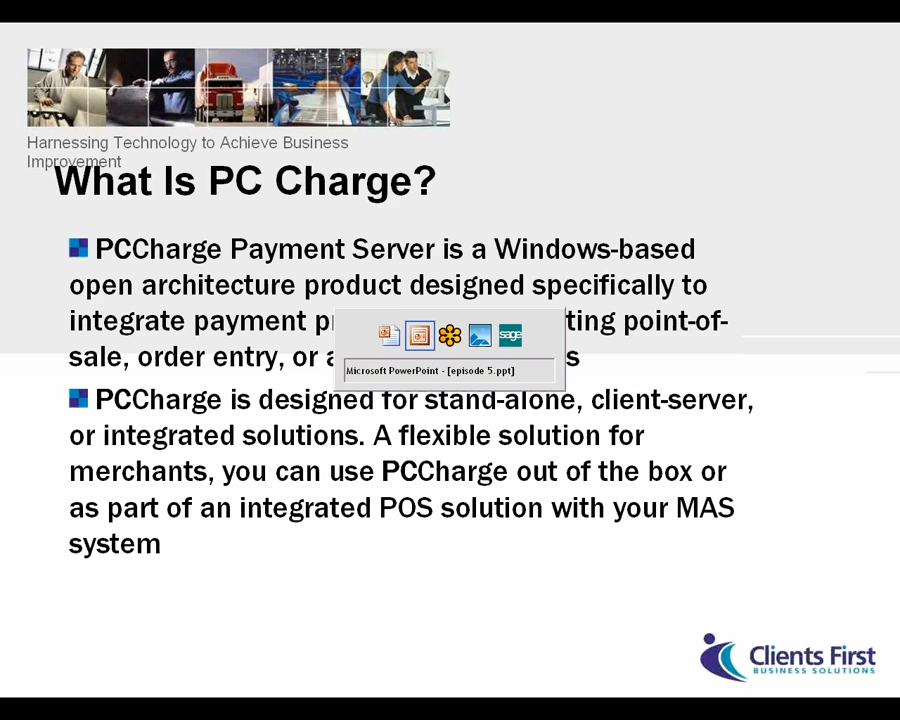 Harnessing Technology to Achieve Business
Improvement
What Is PC Charge?
PCCharge Payment Server is a Windows-based
open architecture product designed specifically to
integrate payment
ting point-of-
sale, order entry, or
PCCharge is designed for stand-alone, client-server,
or integrated solutions. A flexible solution for
merchants, you can use PCCharge out of the box or
as part of an integrated POS solution with your MAS
system
sage
Microsoft PowerPoint - [episode 5.ppt]
Clients First
BUSINESS SOLUTIONS